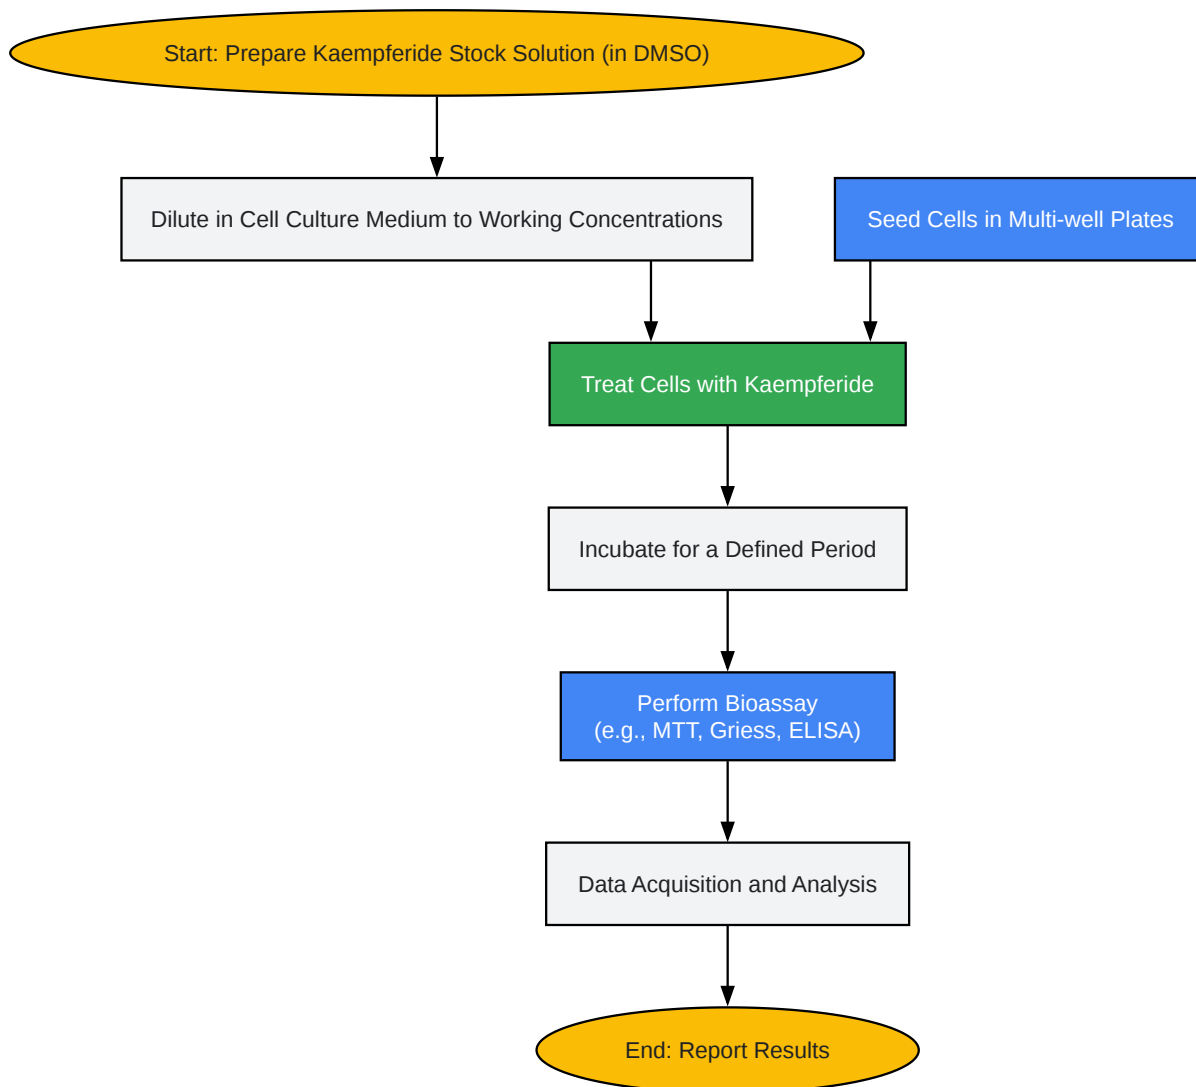 Start: Prepare Kaempferide Stock Solution (in DMSO)
Dilute in Cell Culture Medium to Working Concentrations
Seed Cells in Multi-well Plates
Treat Cells with Kaempferide
Incubate for a Defined Period
Perform Bioassay
(e.g., MTT, Griess, ELISA)
Data Acquisition and Analysis
End: Report Results